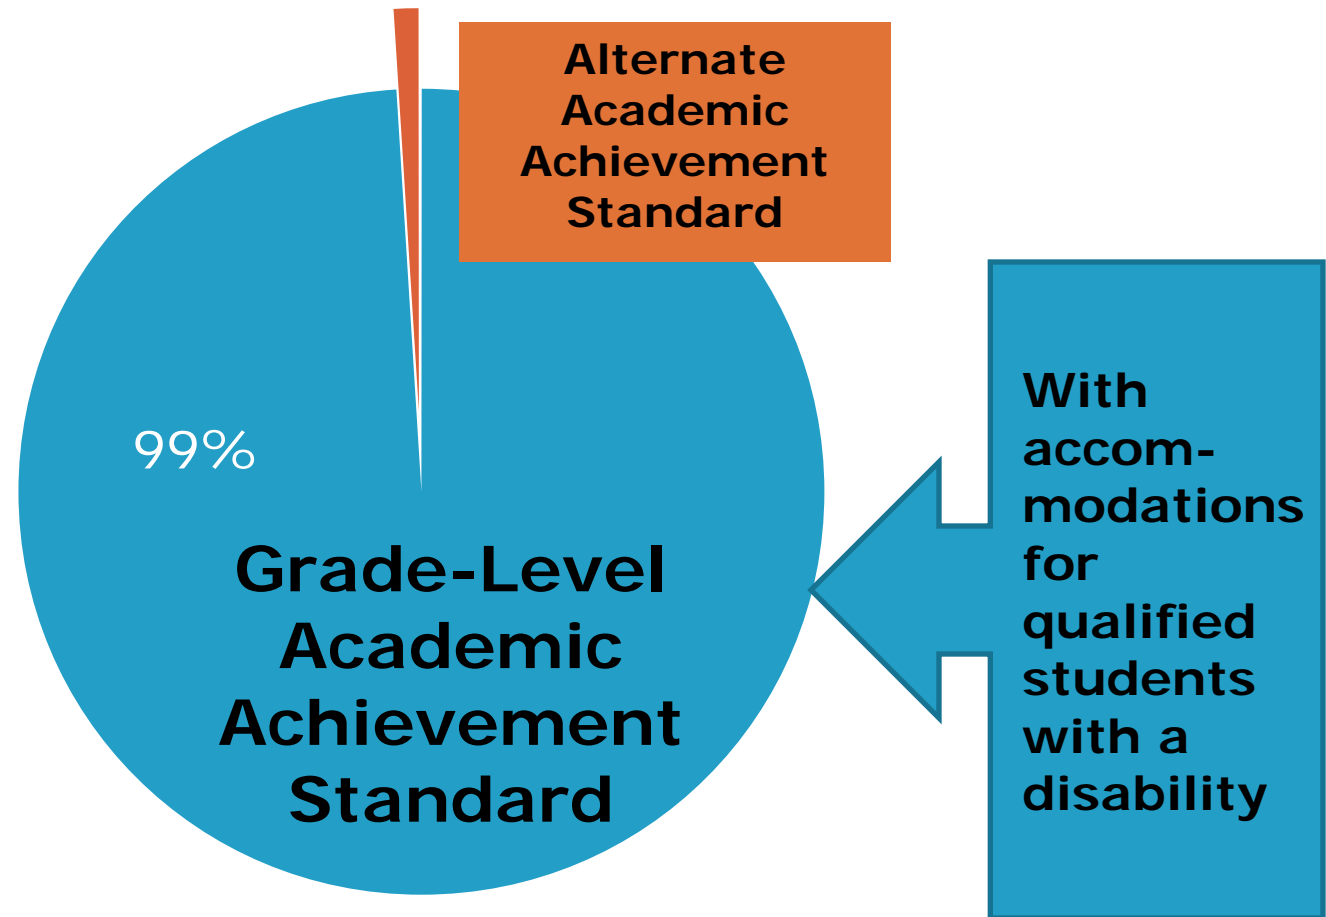 Alternate
Academic
Achievement
Standard
99%
Grade-Level
Academic
Achievement
Standard
With
accom-
modations
for
qualified
students
with a
disability